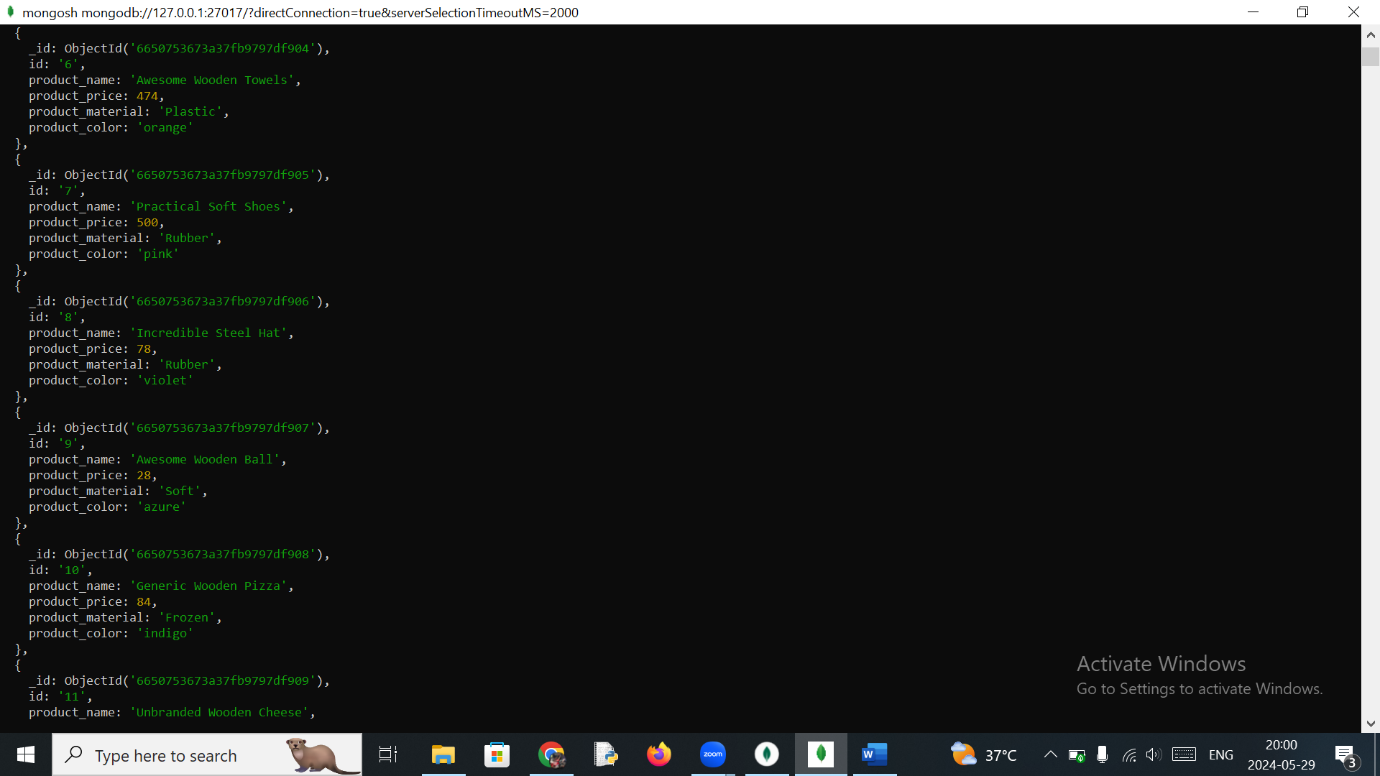 mongosh mongodb://127.0.0.1:27017/?directConnection=true&serverSelectionTimeoutMS=2000
{
_id: ObjectId('6650753673a37fb9797df904'),
id: '6',
product_name: 'Awesome Wooden Towels',
product_price: 474,
product_material: 'Plastic',
product_color: 'orange'
},
{
_id: ObjectId('6650753673a37fb9797df905'),
id: '7',
product_name: 'Practical Soft Shoes',
product_price: 500,
product_material: 'Rubber',
product_color: 'pink'
},
{
_id: ObjectId('6650753673a37fb9797df906'),
id: '8',
product_name: 'Incredible Steel Hat',
product_price: 78,
product_material: 'Rubber',
product_color: 'violet'
},
{
_id: ObjectId('6650753673a37fb9797df907'),
id: '9',
product_name: 'Awesome Wooden Ball',
product_price: 28,
product_material: 'Soft',
product_color: 'azure'
},
{
_id: ObjectId('6650753673a37fb9797df908'),
id: '10',
product_name: 'Generic Wooden Pizza',
product_price: 84,
product_material: 'Frozen',
product_color: 'indigo'
},
{
_id: ObjectId('6650753673a37fb9797df909'),
id: '11',
product_name: 'Unbranded Wooden Cheese',
Activate Windows
Go to Settings to activate Windows.
Type here to search
zoom
W
37°C
ENG
20:00
2024-05-29
3